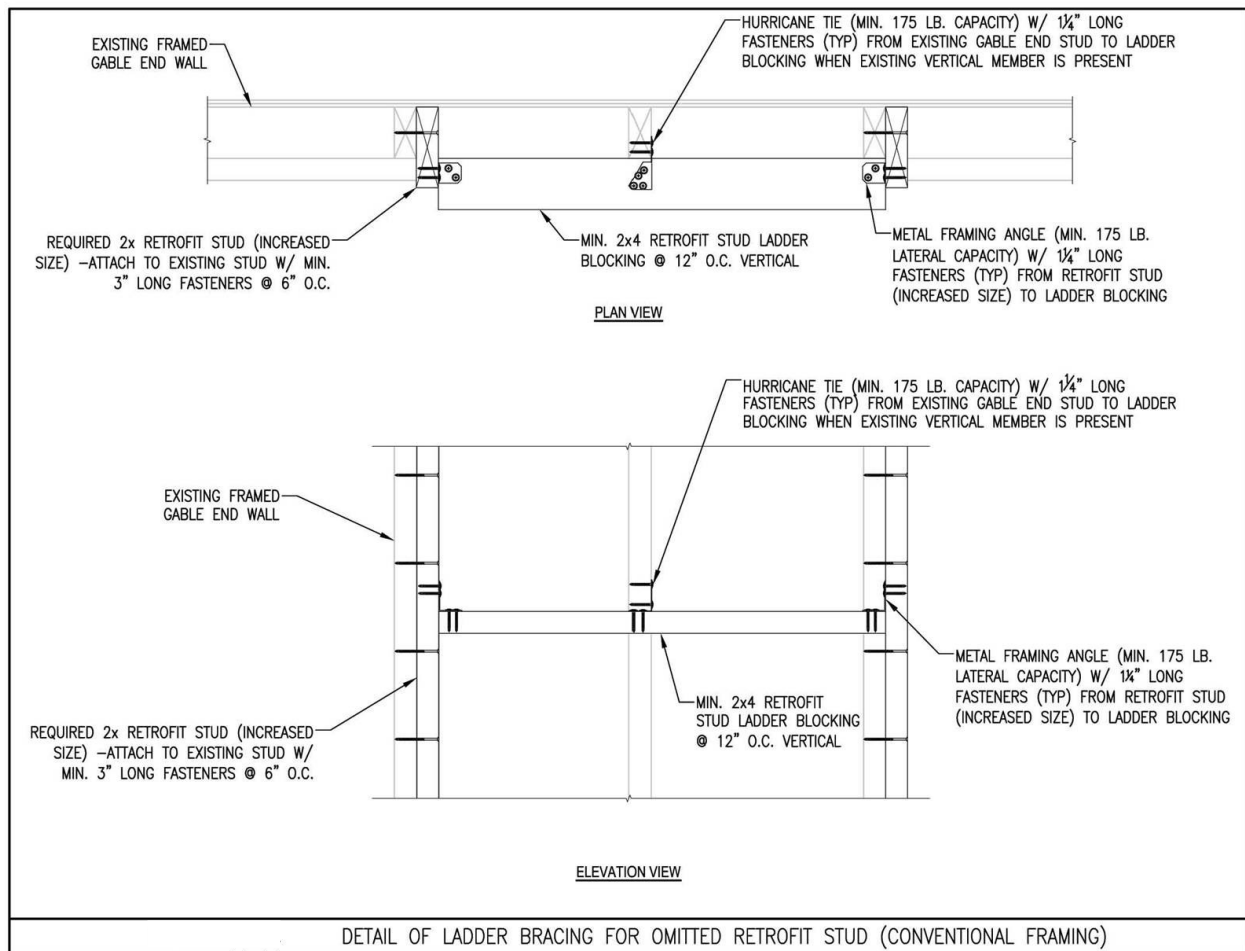 EXISTING FRAMED
GABLE END WALL
HURRICANE TIE (MIN. 175 LB. CAPACITY) W/ 1¼" LONG
FASTENERS (TYP) FROM EXISTING GABLE END STUD TO LADDER
BLOCKING WHEN EXISTING VERTICAL MEMBER IS PRESENT
REQUIRED 2x RETROFIT STUD (INCREASED
SIZE) -ATTACH TO EXISTING STUD W/ MIN.
3" LONG FASTENERS @ 6" O.C.
MIN. 2x4 RETROFIT STUD LADDER
BLOCKING @ 12" O.C. VERTICAL
METAL FRAMING ANGLE (MIN. 175 LB.
LATERAL CAPACITY) W/ 1¼" LONG
FASTENERS (TYP) FROM RETROFIT STUD
(INCREASED SIZE) TO LADDER BLOCKING
PLAN VIEW
HURRICANE TIE (MIN. 175 LB. CAPACITY) W/ 1¼" LONG
FASTENERS (TYP) FROM EXISTING GABLE END STUD TO LADDER
BLOCKING WHEN EXISTING VERTICAL MEMBER IS PRESENT
EXISTING FRAMED
GABLE END WALL
REQUIRED 2x RETROFIT STUD (INCREASED
SIZE) -ATTACH TO EXISTING STUD W/
MIN. 3" LONG FASTENERS @ 6" O.C.
MIN. 2x4 RETROFIT
STUD LADDER BLOCKING
@ 12" O.C. VERTICAL
METAL FRAMING ANGLE (MIN. 175 LB.
LATERAL CAPACITY) W/ 1¼" LONG
FASTENERS (TYP) FROM RETROFIT STUD
(INCREASED SIZE) TO LADDER BLOCKING
ELEVATION VIEW
DETAIL OF LADDER BRACING FOR OMITTED RETROFIT STUD (CONVENTIONAL FRAMING)